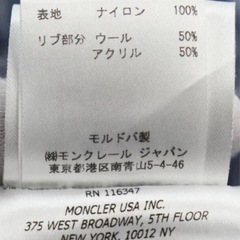 表地 ナイロン 100%
リブ部分 ウール 50%
アクリル 50%
モルドバ製
㈱モンクレール ジャパン
東京都港区南青山5-4-46
RN 116347
MONCLER USA INC.
375 WEST BROADWAY, 5TH FLOOR
NEW YORK, 10012 NY